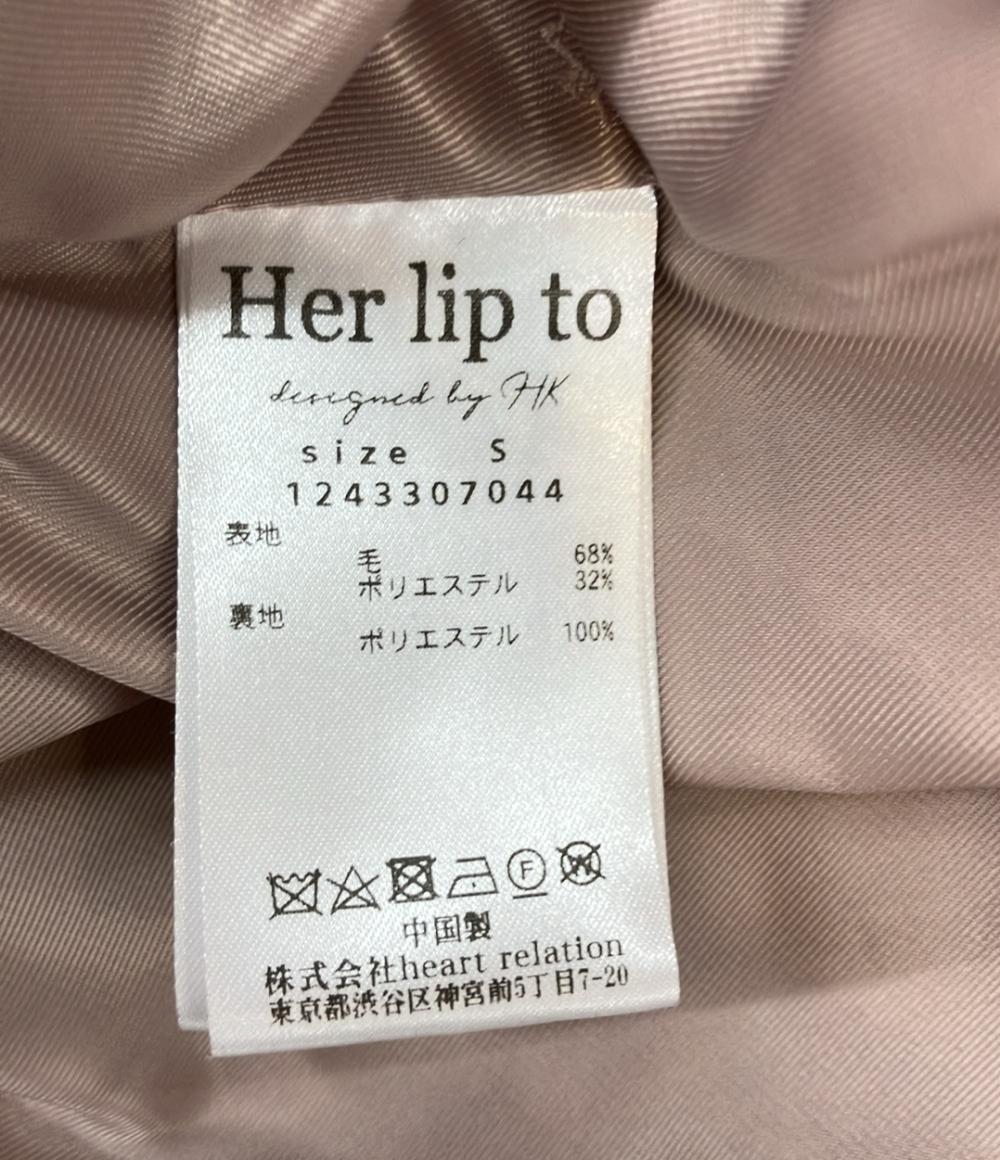 Her lip to
designed by HK
size S
1243307044
表地
毛 68%
ポリエステル 32%
裏地
ポリエステル 100%
F W
中国製
株式会社heart relation
東京都渋谷区神宮前5丁目7-20